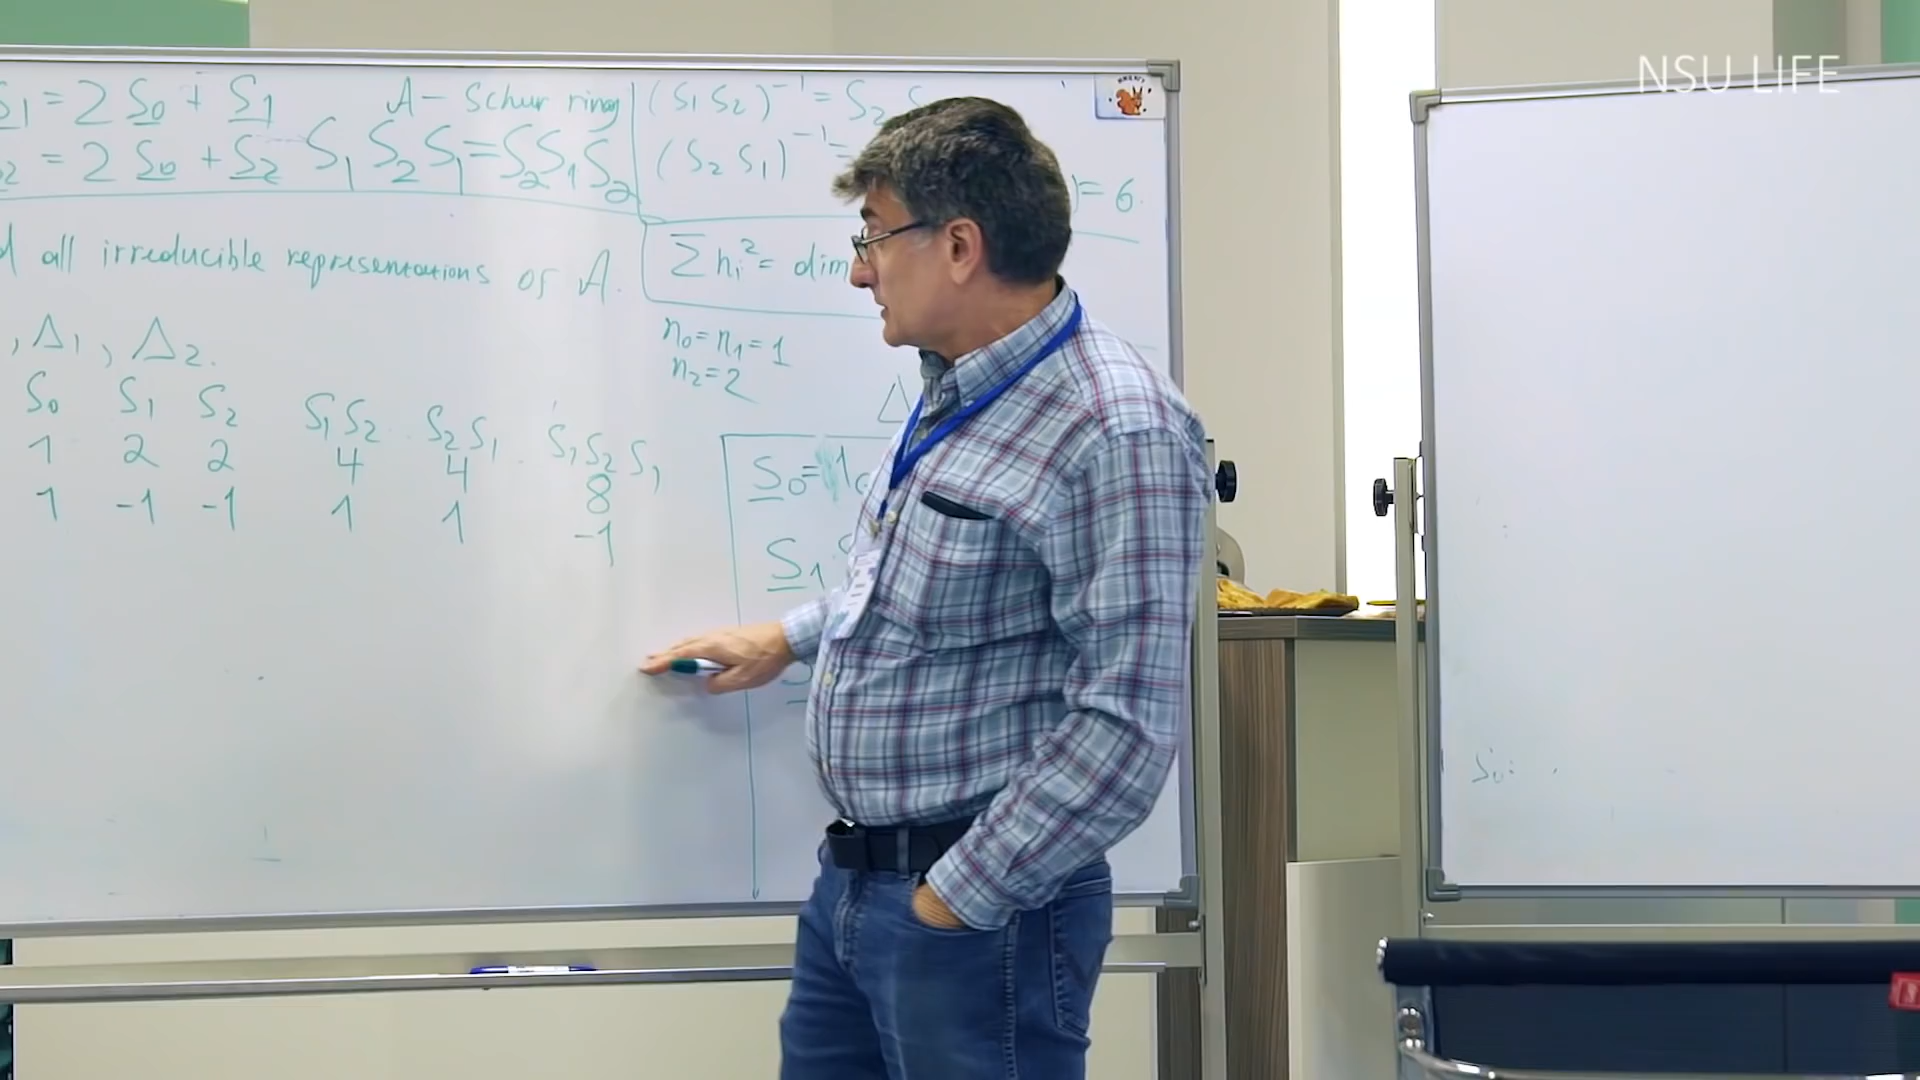 S1 = 2 S0 + S1
A - Schur ring
(S1 S2)⁻¹ = S2
S2 = 2 S0 + S2
S1 S2 S1 = S2 S1 S2
(S2 S1)⁻¹ =
) = 6.
all irreducible representations of A.
Σ ni² = dim
, Δ1, Δ2.
n0 = n1 = 1
n2 = 2
Δ
S0 S1 S2 S1S2 S2S1 S1S2S1
1 2 2 4 4 8
1 -1 -1 1 1 -1
S0 = 1
S1
NSU LIFE